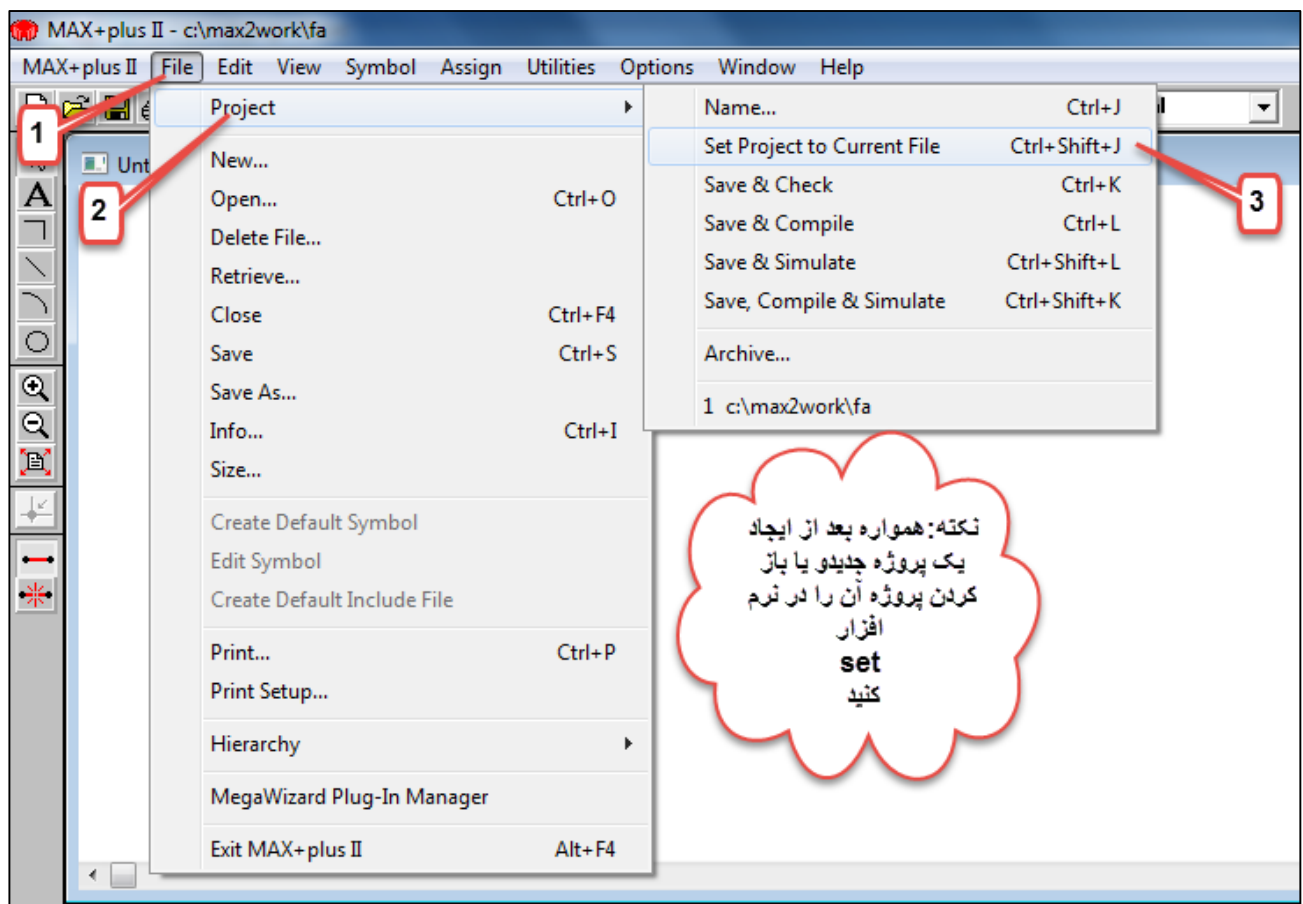 MAX+plus II - c:\max2work\fa
MAX+plus II File Edit View Symbol Assign Utilities Options Window Help
1
2
3
Unt
A
Project
New...
Open... Ctrl+O
Delete File...
Retrieve...
Close Ctrl+F4
Save Ctrl+S
Save As...
Info... Ctrl+I
Size...
Create Default Symbol
Edit Symbol
Create Default Include File
Print... Ctrl+P
Print Setup...
Hierarchy
MegaWizard Plug-In Manager
Exit MAX+plus II Alt+F4
Name... Ctrl+J
Set Project to Current File Ctrl+Shift+J
Save & Check Ctrl+K
Save & Compile Ctrl+L
Save & Simulate Ctrl+Shift+L
Save, Compile & Simulate Ctrl+Shift+K
Archive...
1 c:\max2work\fa
نکته:همواره بعد از ایجاد
یک پروژه جدیدو یا باز
کردن پروژه آن را در نرم
افزار
set
کنید